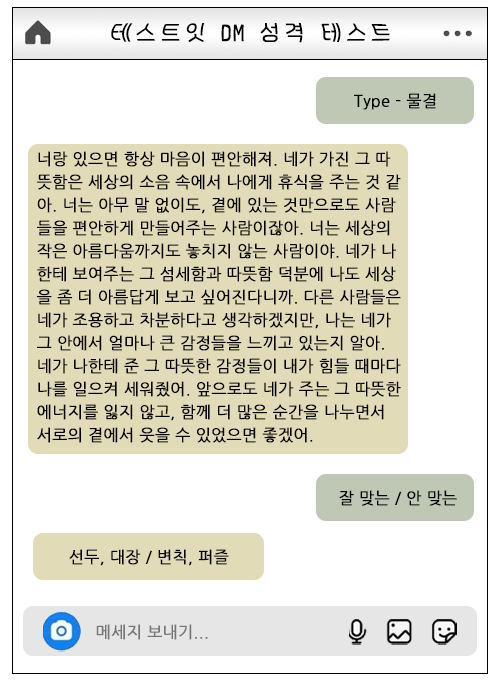 테스트잇 DM 성격 테스트
Type - 물결
너랑 있으면 항상 마음이 편안해져. 네가 가진 그 따
뜻함은 세상의 소음 속에서 나에게 휴식을 주는 것 같
아. 너는 아무 말 없이도, 곁에 있는 것만으로도 사람
들을 편안하게 만들어주는 사람이잖아. 너는 세상의
작은 아름다움까지도 놓치지 않는 사람이야. 네가 나
한테 보여주는 그 섬세함과 따뜻함 덕분에 나도 세상
을 좀 더 아름답게 보고 싶어진다니까. 다른 사람들은
네가 조용하고 차분하다고 생각하겠지만, 나는 네가
그 안에서 얼마나 큰 감정들을 느끼고 있는지 알아.
네가 나한테 준 그 따뜻한 감정들이 내가 힘들 때마다
나를 일으켜 세워줬어. 앞으로도 네가 주는 그 따뜻한
에너지를 잃지 않고, 함께 더 많은 순간을 나누면서
서로의 곁에서 웃을 수 있었으면 좋겠어.
잘 맞는 / 안 맞는
선두, 대장 / 변칙, 퍼즐
메세지 보내기...